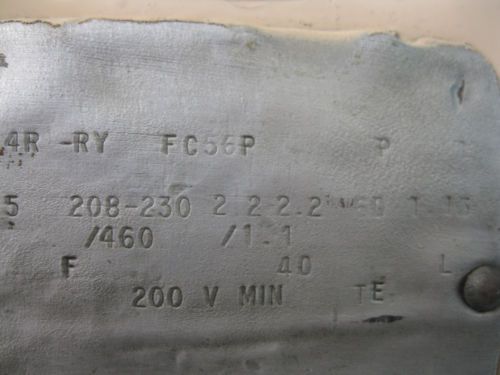 4R -RY FC56P P
5 208-230 2.2 2.2
/460 /1.1
F 40 L
200 V MIN TE